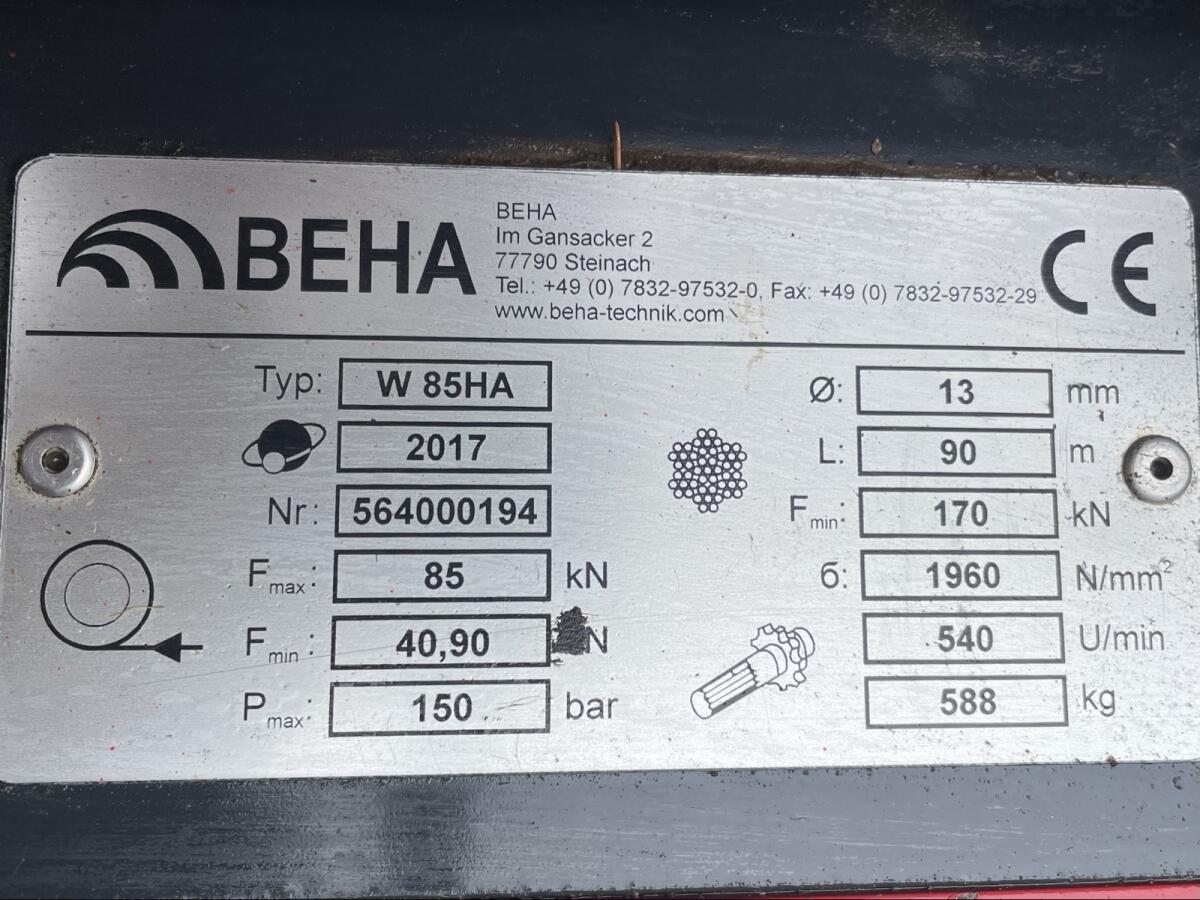 BEHA
BEHA
Im Gansacker 2
77790 Steinach
Tel.: +49 (0) 7832-97532-0, Fax: +49 (0) 7832-97532-29
www.beha-technik.com
CE
Typ: W 85HA
2017
Nr: 564000194
Fmax: 85 kN
Fmin: 40,90 N
Pmax: 150 bar
Ø: 13 mm
L: 90 m
Fmin: 170 kN
б: 1960 N/mm²
540 U/min
588 kg